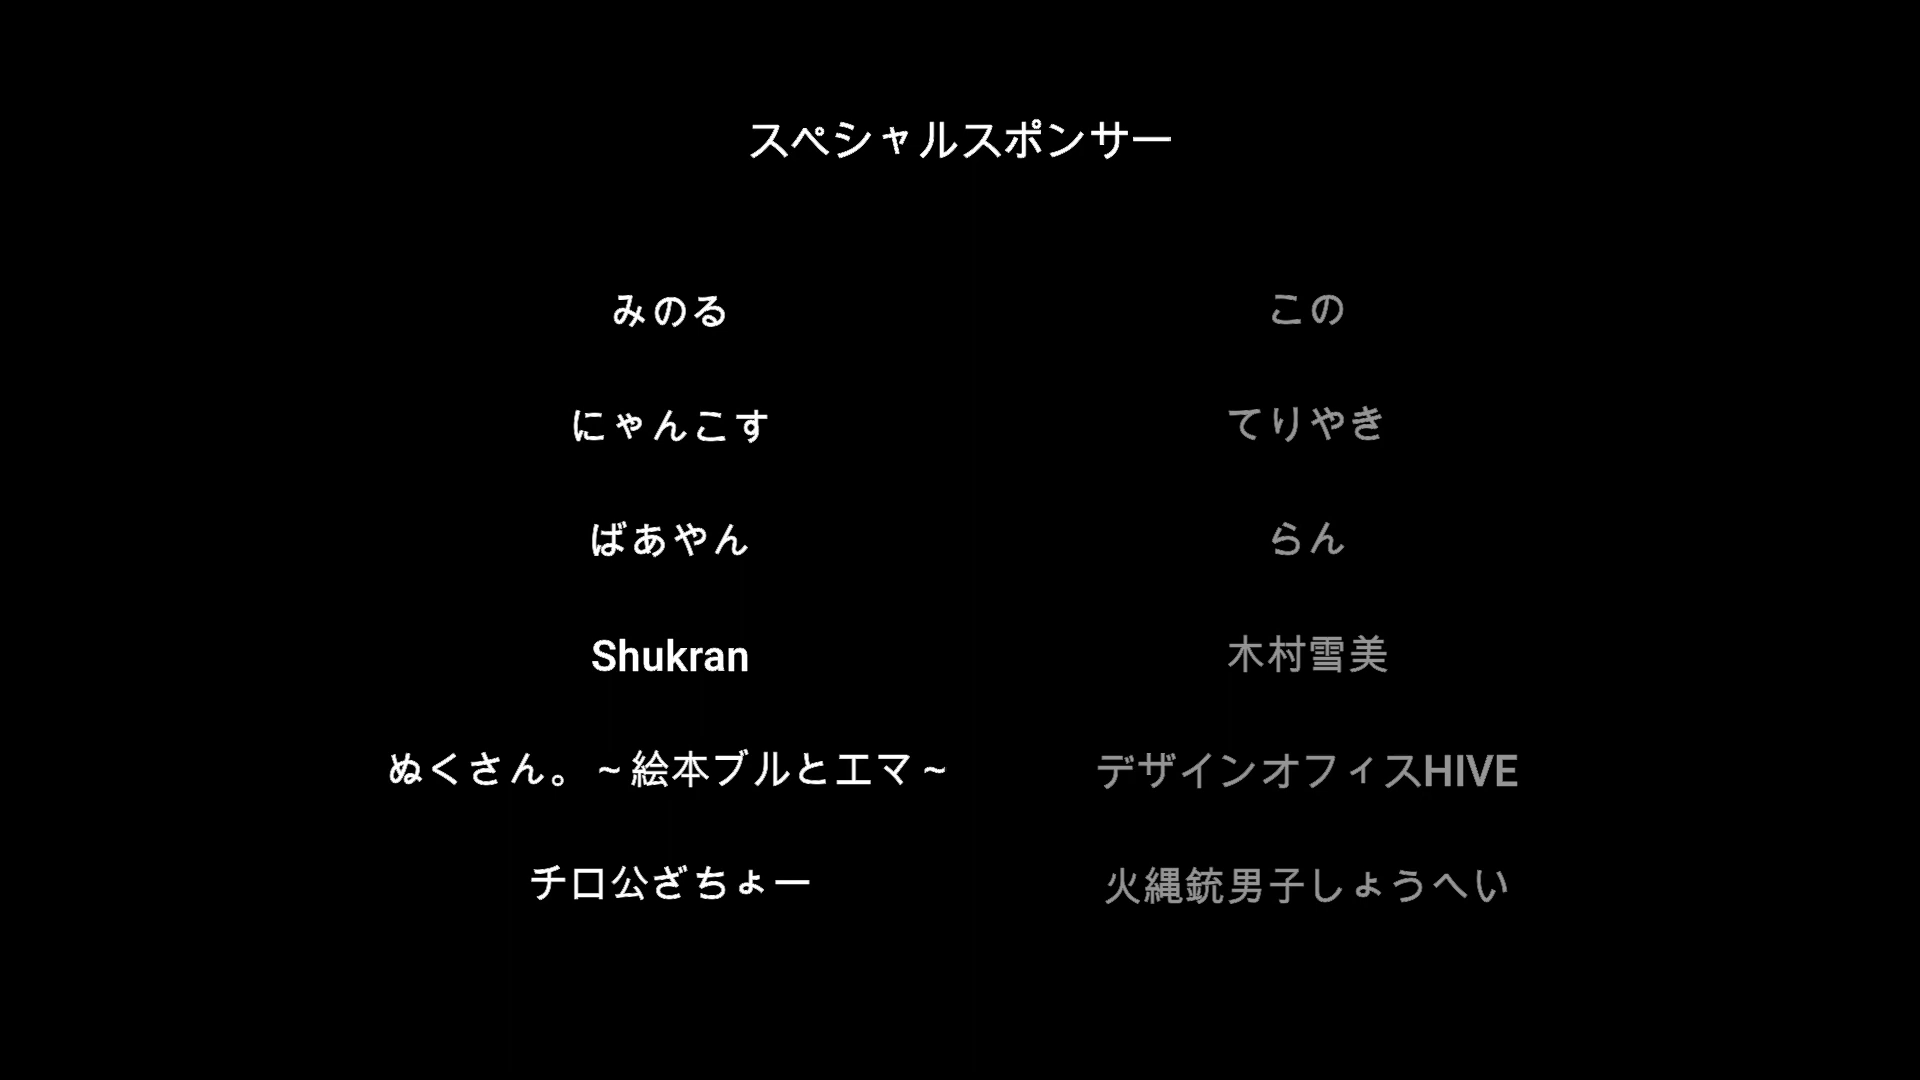 スペシャルスポンサー
みのる
この
にゃんこす
てりやき
ばあやん
らん
Shukran
木村雪美
ぬくさん。~絵本ブルとエマ~
デザインオフィスHIVE
チロ公ざちょー
火縄銃男子しょうへい